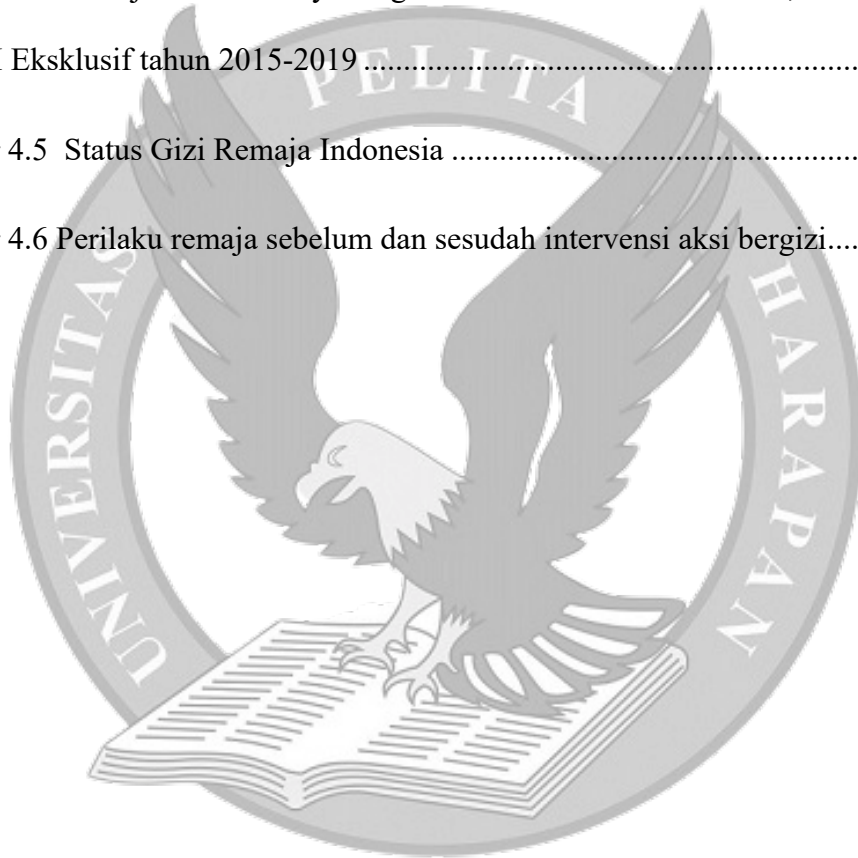 Eksklusif tahun 2015-2019 ............................................................
4.5 Status Gizi Remaja Indonesia ..................................................
4.6 Perilaku remaja sebelum dan sesudah intervensi aksi bergizi....
UNIVERSITAS PELITA HARAPAN